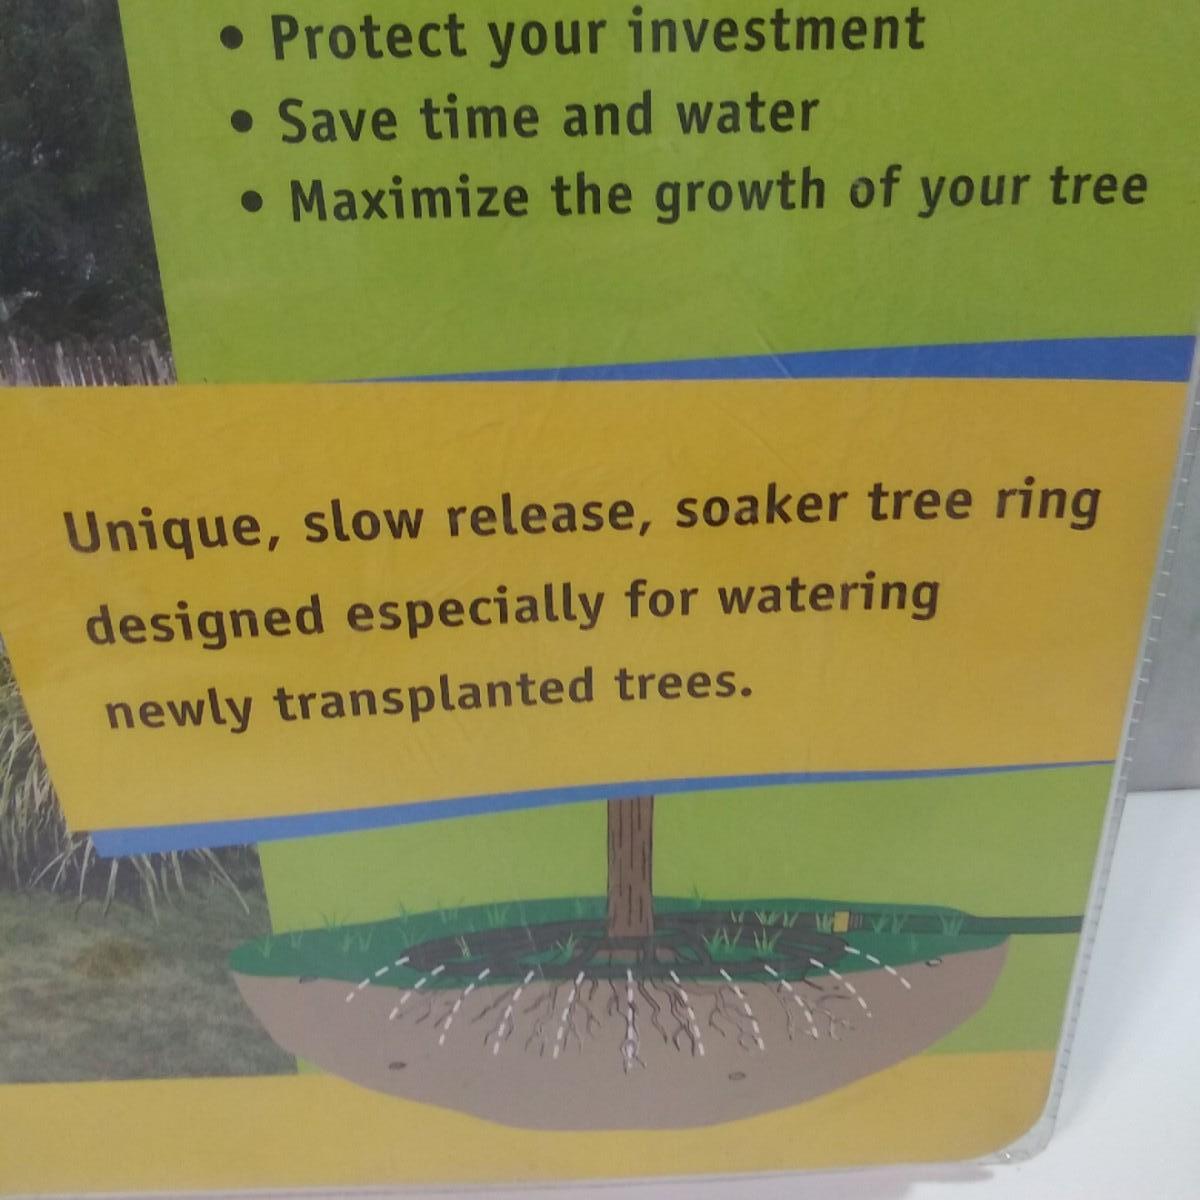 • Protect your investment
• Save time and water
• Maximize the growth of your tree
Unique, slow release, soaker tree ring
designed especially for watering
newly transplanted trees.